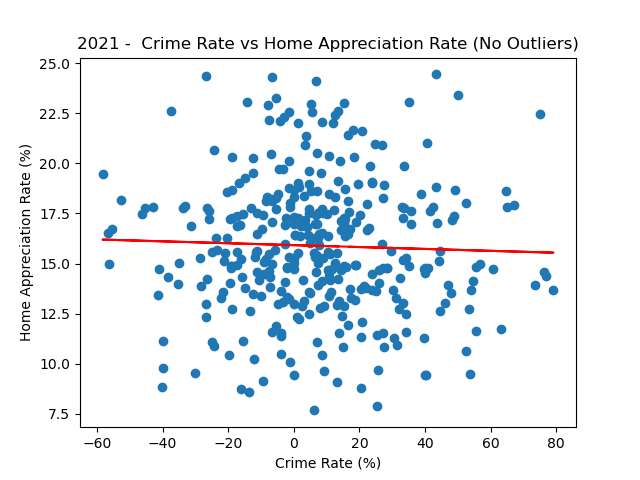 2021 -  Crime Rate vs Home Appreciation Rate (No Outliers)
Home Appreciation Rate (%)
25.0
22.5
20.0
17.5
15.0
12.5
10.0
7.5
−60 −40 −20 0 20 40 60 80
Crime Rate (%)